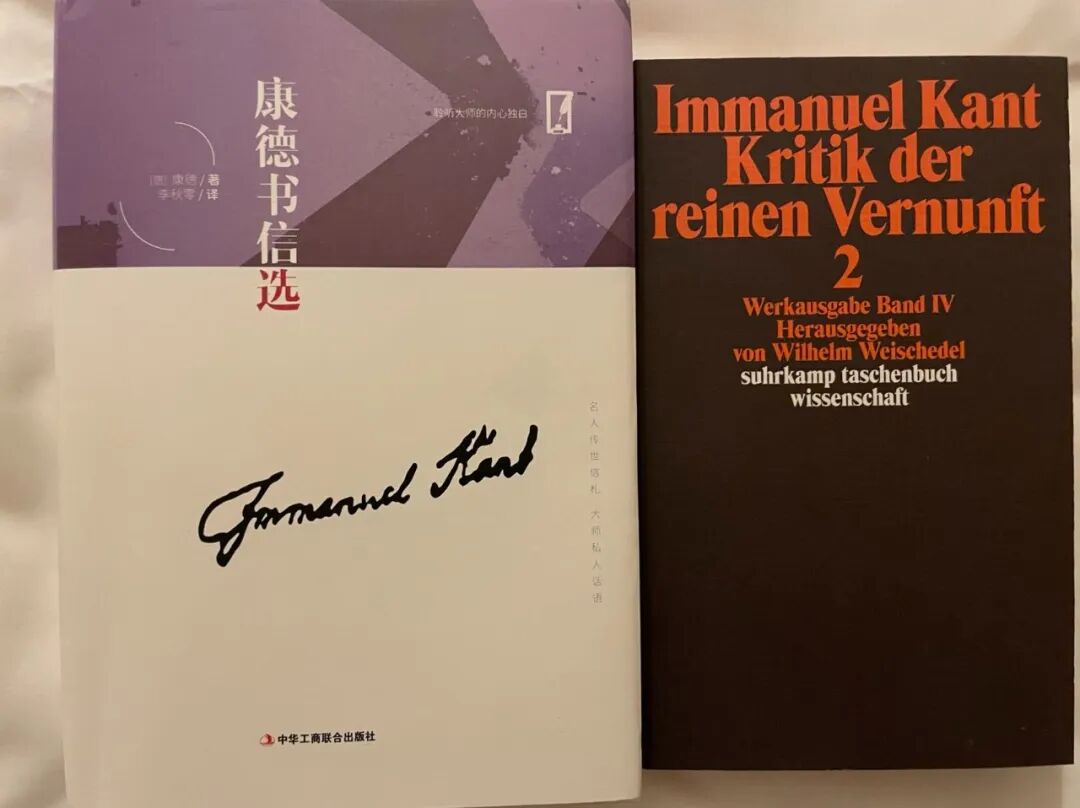 康德书信选
[德] 康德/著
李秋零/译
聆听大师的内心独白
Immanuel Kant
名人传世信札 大师私人话语
中华工商联合出版社
Immanuel Kant
Kritik der
reinen Vernunft
2
Werkausgabe Band IV
Herausgegeben
von Wilhelm Weischedel
suhrkamp taschenbuch
wissenschaft